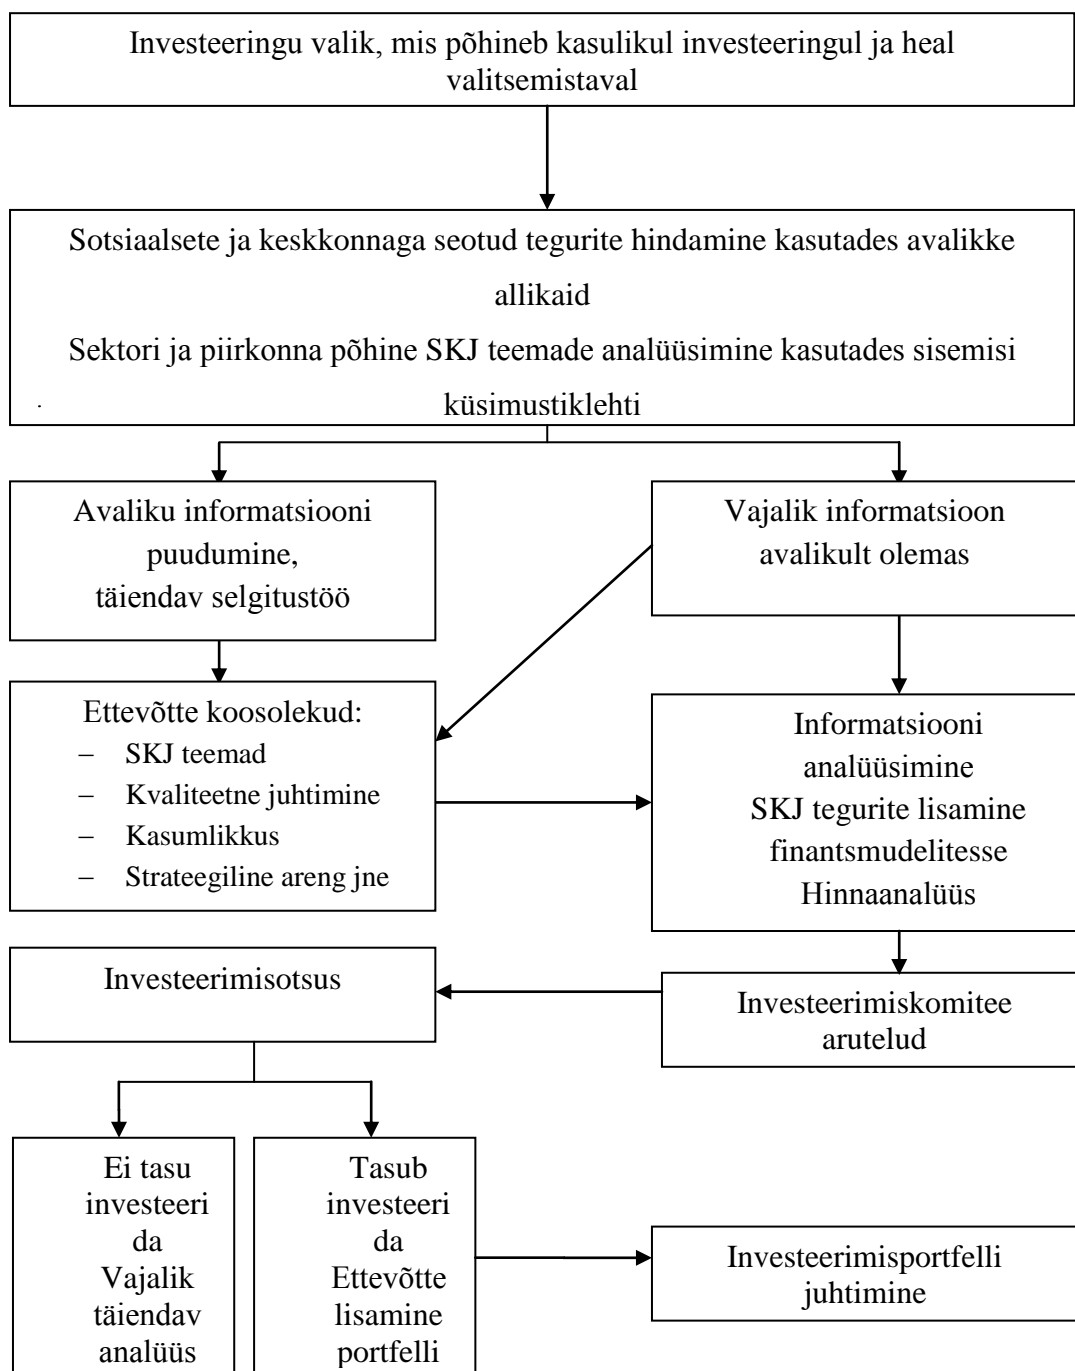 Investeeringu valik, mis põhineb kasulikul investeeringul ja heal
valitsemistaval
Sotsiaalsete ja keskkonnaga seotud tegurite hindamine kasutades avalikke
allikaid
Sektori ja piirkonna põhine SKJ teemade analüüsimine kasutades sisemisi
küsimustiklehti
.
Avaliku informatsiooni
puudumine,
täiendav selgitustöö
Vajalik informatsioon
avalikult olemas
Ettevõtte koosolekud:
– SKJ teemad
– Kvaliteetne juhtimine
– Kasumlikkus
– Strateegiline areng jne
Informatsiooni
analüüsimine
SKJ tegurite lisamine
finantsmudelitesse
Hinnaanalüüs
Investeerimisotsus
Investeerimiskomitee
arutelud
Ei tasu
investeeri
da
Vajalik
täiendav
analüüs
Tasub
investeeri
da
Ettevõtte
lisamine
portfelli
Investeerimisportfelli
juhtimine